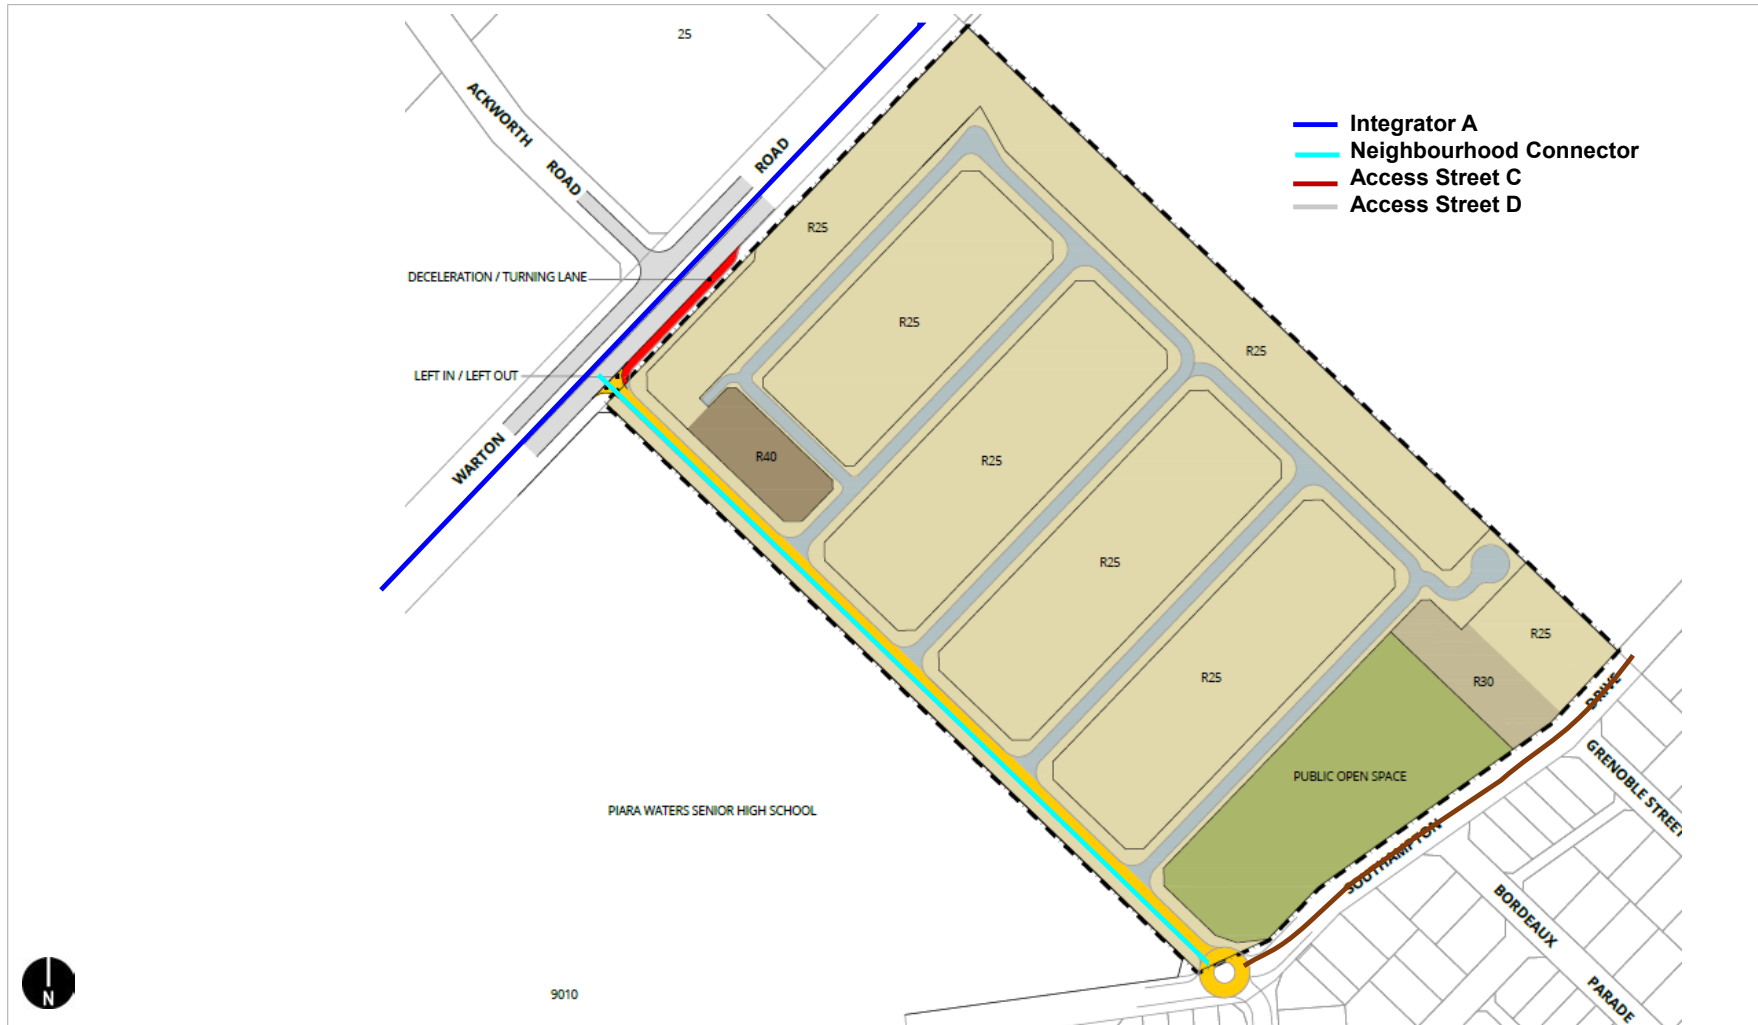 25
ACKWORTH ROAD
ROAD
Integrator A
Neighbourhood Connector
Access Street C
Access Street D
R25
DECELERATION / TURNING LANE
R25
R25
LEFT IN / LEFT OUT
WARTON
R40
R25
R25
R25
R25
R30
DRIVE
GRENOBLE STREET
PUBLIC OPEN SPACE
PIARA WATERS SENIOR HIGH SCHOOL
SOUTHAMPTON
BORDEAUX
PARADE
9010
N